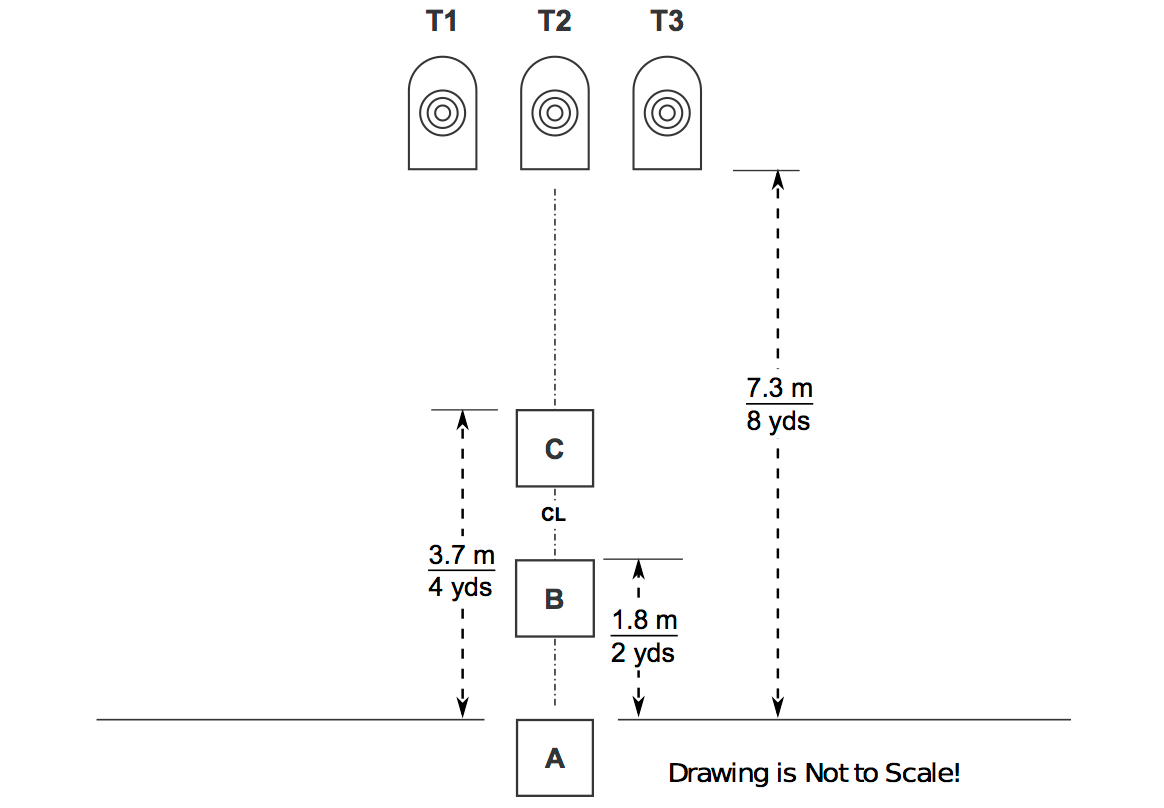 T1 T2 T3
7.3 m
8 yds
C
CL
3.7 m
4 yds
B
1.8 m
2 yds
A
Drawing is Not to Scale!